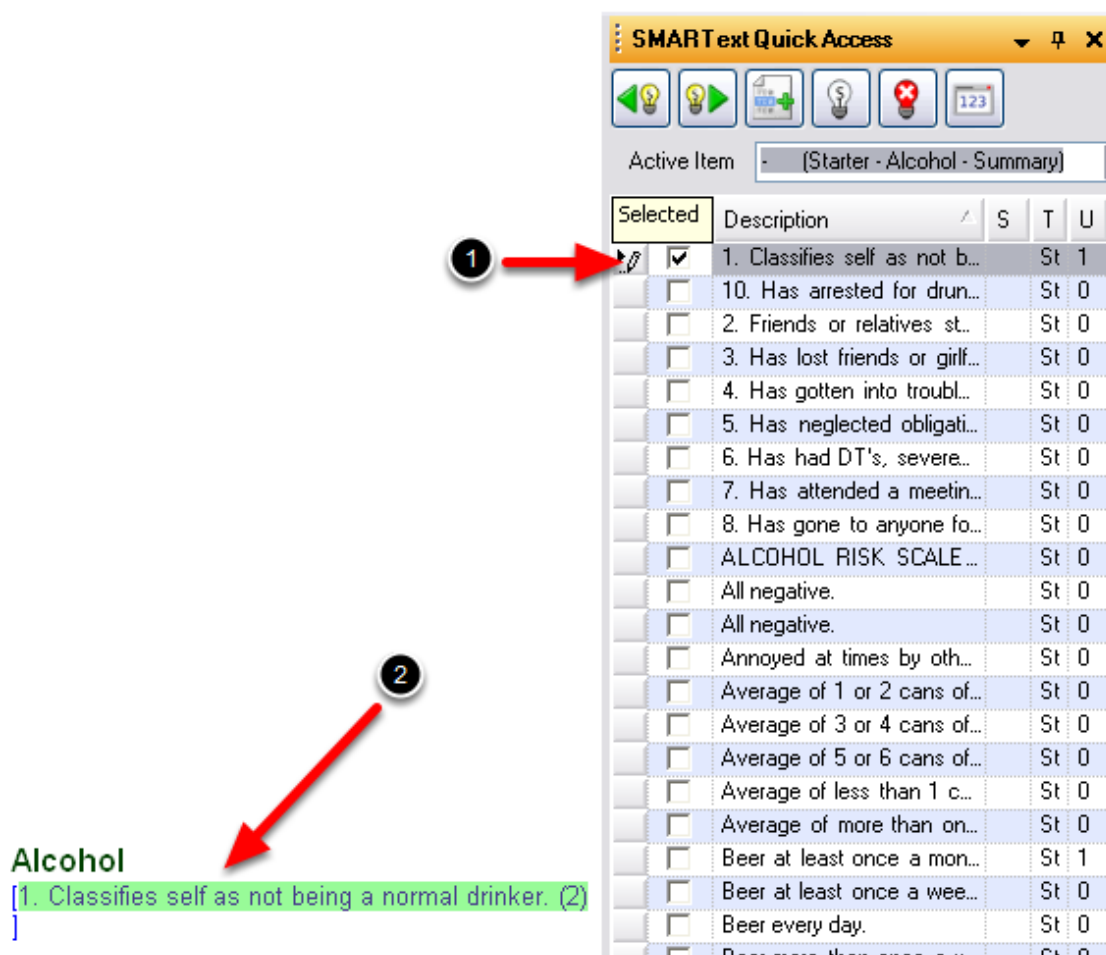 SMARText Quick Access
123
Active Item - (Starter - Alcohol - Summary)
Selected Description S T U
1
1. Classifies self as not b... St 1
10. Has arrested for drun... St 0
2. Friends or relatives st... St 0
3. Has lost friends or girlf... St 0
4. Has gotten into troubl... St 0
5. Has neglected obligati... St 0
6. Has had DT's, severe... St 0
7. Has attended a meetin... St 0
8. Has gone to anyone fo... St 0
ALCOHOL RISK SCALE... St 0
All negative. St 0
All negative. St 0
Annoyed at times by oth... St 0
2
Average of 1 or 2 cans of... St 0
Average of 3 or 4 cans of... St 0
Average of 5 or 6 cans of... St 0
Average of less than 1 c... St 0
Average of more than on... St 0
Beer at least once a mon... St 1
Beer at least once a wee... St 0
Beer every day. St 0
Alcohol
[1. Classifies self as not being a normal drinker. (2)
]